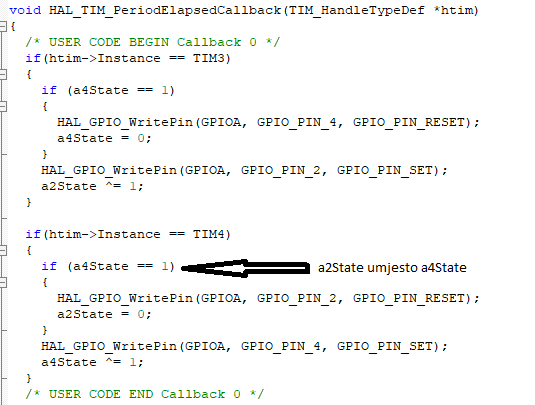 void HAL_TIM_PeriodElapsedCallback(TIM_HandleTypeDef *htim)
{
  /* USER CODE BEGIN Callback 0 */
  if(htim->Instance == TIM3)
  {
    if (a4State == 1)
    {
      HAL_GPIO_WritePin(GPIOA, GPIO_PIN_4, GPIO_PIN_RESET);
      a4State = 0;
    }
    HAL_GPIO_WritePin(GPIOA, GPIO_PIN_2, GPIO_PIN_SET);
    a2State ^= 1;
  }

  if(htim->Instance == TIM4)
  {
    if (a4State == 1) a2State umjesto a4State
    {
      HAL_GPIO_WritePin(GPIOA, GPIO_PIN_2, GPIO_PIN_RESET);
      a2State = 0;
    }
    HAL_GPIO_WritePin(GPIOA, GPIO_PIN_4, GPIO_PIN_SET);
    a4State ^= 1;
  }
  /* USER CODE END Callback 0 */